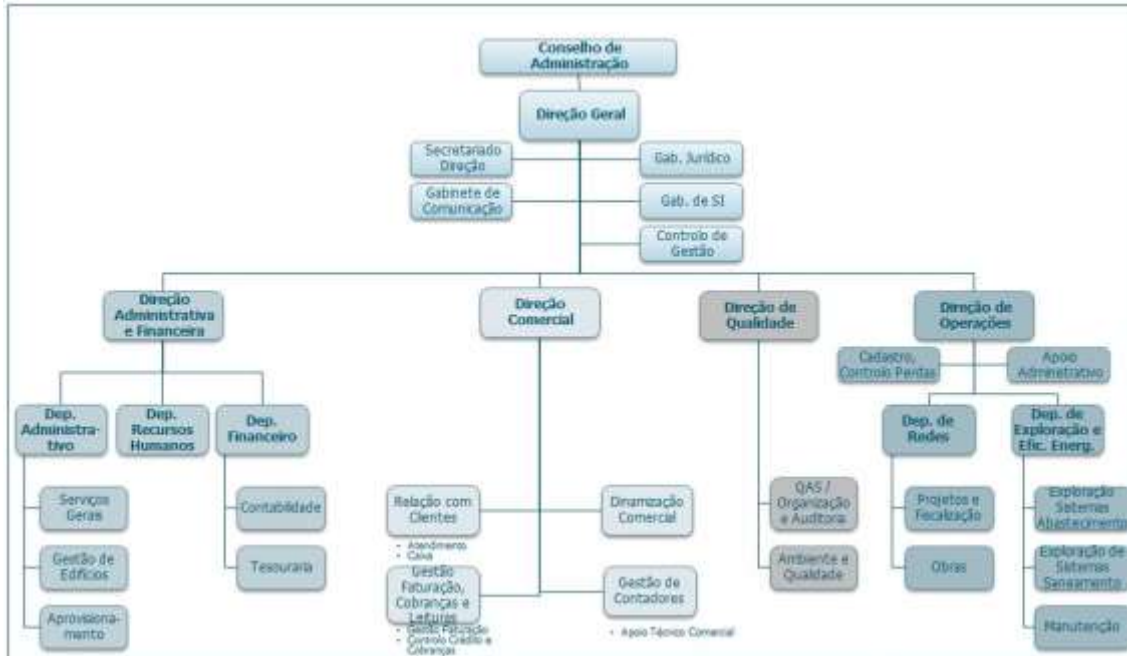 Conselho de
Administração
Direção Geral
Secretariado
Direção
Gab. Jurídico
Gabinete de
Comunicação
Gab. de SI
Controlo de
Gestão
Direção
Administrativa
e Financeira
Direção
Comercial
Direção de
Qualidade
Direção de
Operações
Cadastro,
Controlo Perdas
Apoio
Administrativo
Dep.
Administra-
tivo
Dep.
Recursos
Humanos
Dep.
Financeiro
Dep. de
Redes
Dep. de
Exploração e
Efic. Energ.
Serviços
Gerais
Contabilidade
Relação com
Clientes
• Atendimento
• Caixa
Dinamização
Comercial
QAS /
Organização
e Auditoria
Projetos e
Fiscalização
Exploração
Sistemas
Abastecimento
Gestão de
Edifícios
Tesouraria
Gestão
Faturação,
Cobranças e
Leituras
• Gestão Faturação
• Controlo Crédito e
Cobranças
Gestão de
Contadores
• Apoio Técnico Comercial
Ambiente e
Qualidade
Obras
Exploração de
Sistemas
Saneamento
Aprovisiona-
mento
Manutenção